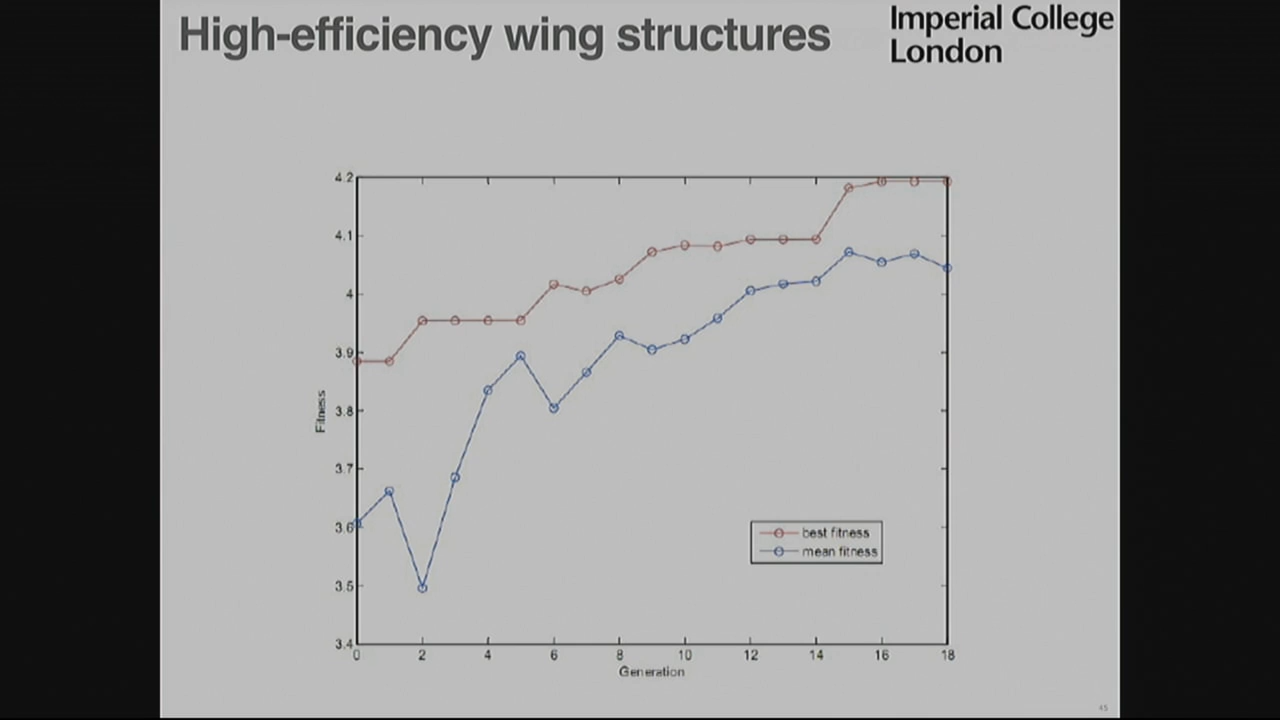 High-efficiency wing structures
Imperial College
London
4.2
4.1
4
3.9
3.8
3.7
3.6
3.5
3.4
Fitness
best fitness
mean fitness
0 2 4 6 8 10 12 14 16 18
Generation
45